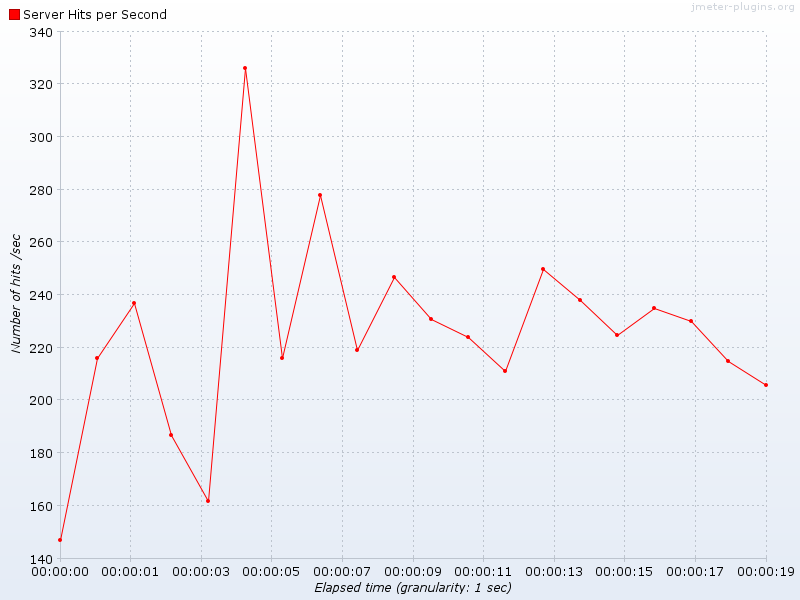 jmeter-plugins.org
Server Hits per Second
340
320
300
280
260
240
220
200
180
160
140
Number of hits /sec
00:00:00 00:00:01 00:00:03 00:00:05 00:00:07 00:00:09 00:00:11 00:00:13 00:00:15 00:00:17 00:00:19
Elapsed time (granularity: 1 sec)